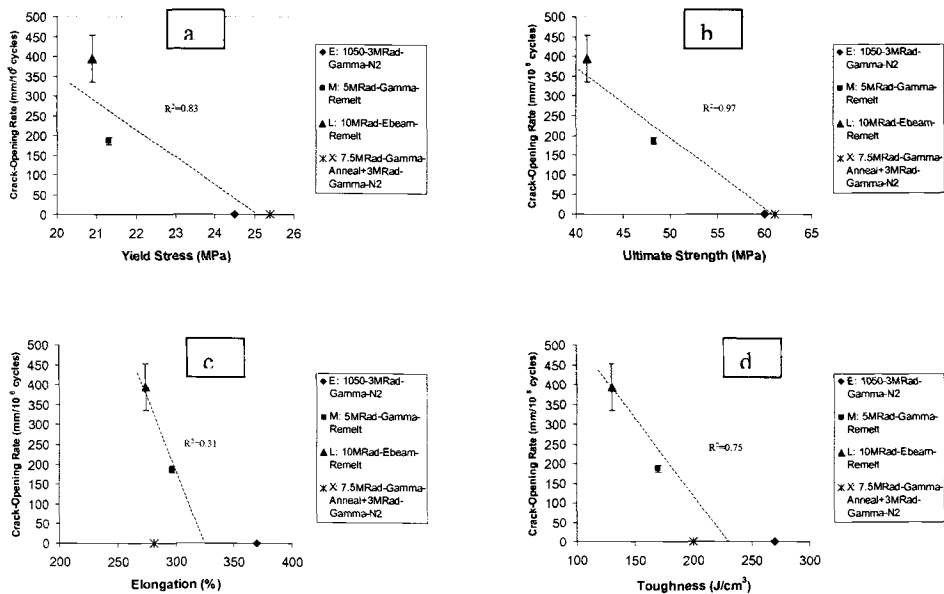 a
Crack-Opening Rate (mm/10⁶ cycles)
500
450
400
350
300
250
200
150
100
50
0
R²=0.83
20 21 22 23 24 25 26
Yield Stress (MPa)
E: 1050-3MRad-
Gamma-N2
M: 5MRad-Gamma-
Remelt
L: 10MRad-Ebeam-
Remelt
X: 7.5MRad-Gamma-
Anneal+3MRad-
Gamma-N2
b
Crack-Opening Rate (mm/10⁶ cycles)
500
450
400
350
300
250
200
150
100
50
0
R²=0.97
40 45 50 55 60 65
Ultimate Strength (MPa)
E: 1050-3MRad-
Gamma-N2
M: 5MRad-Gamma-
Remelt
L: 10MRad-Ebeam-
Remelt
X: 7.5MRad-Gamma-
Anneal+3MRad-
Gamma-N2
c
Crack-Opening Rate (mm/10⁶ cycles)
500
450
400
350
300
250
200
150
100
50
0
R²=0.31
200 250 300 350 400
Elongation (%)
E: 1050-3MRad-
Gamma-N2
M: 5MRad-Gamma-
Remelt
L: 10MRad-Ebeam-
Remelt
X: 7.5MRad-Gamma-
Anneal+3MRad-
Gamma-N2
d
Crack-Opening Rate (mm/10⁶ cycles)
500
450
400
350
300
250
200
150
100
50
0
R²=0.75
100 150 200 250 300
Toughness (J/cm³)
E: 1050-3MRad-
Gamma-N2
M: 5MRad-Gamma-
Remelt
L: 10MRad-Ebeam-
Remelt
X: 7.5MRad-Gamma-
Anneal+3MRad-
Gamma-N2